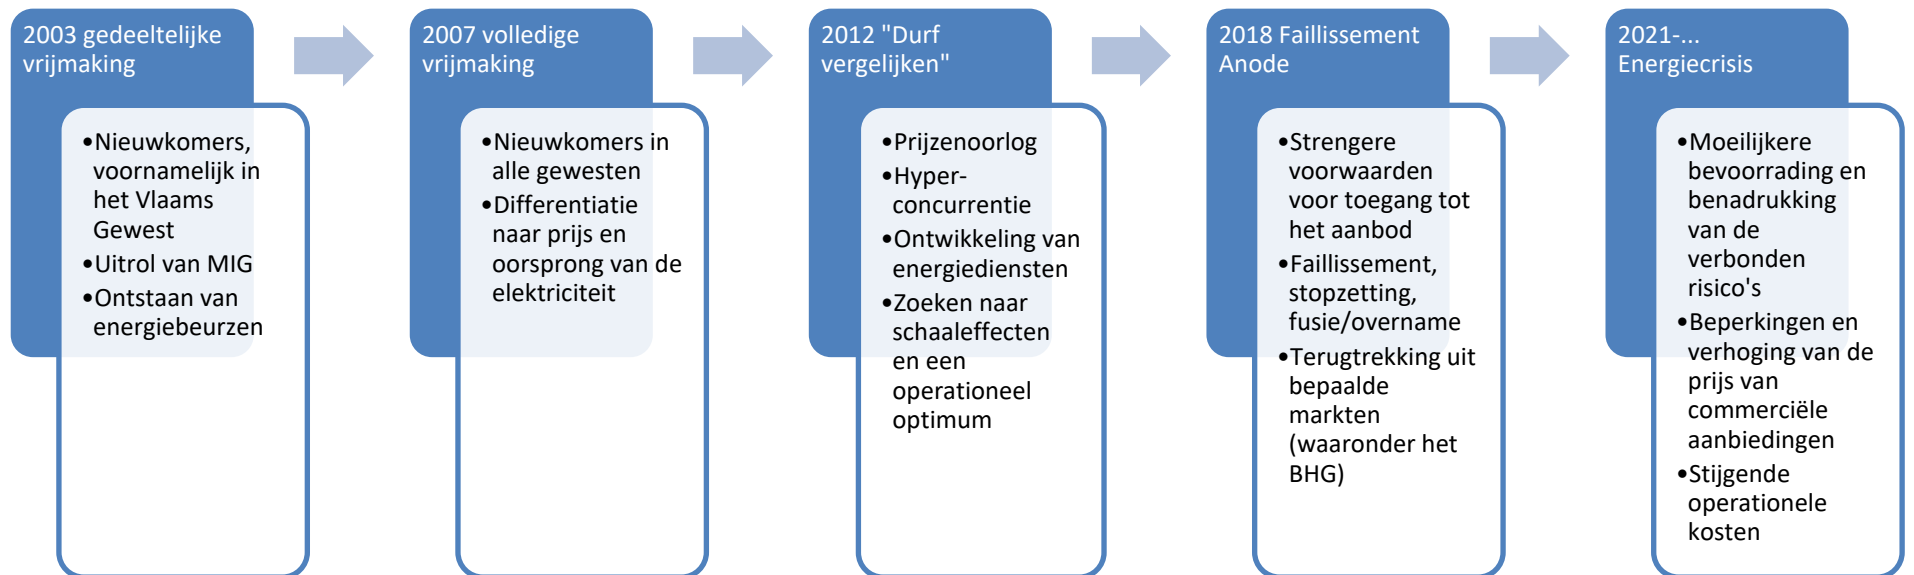 2003 gedeeltelijke
vrijmaking
•Nieuwkomers,
voornamelijk in
het Vlaams
Gewest
•Uitrol van MIG
•Ontstaan van
energiebeurzen
2007 volledige
vrijmaking
•Nieuwkomers in
alle gewesten
•Differentiatie
naar prijs en
oorsprong van de
elektriciteit
2012 "Durf
vergelijken"
•Prijzenoorlog
•Hyper-
concurrentie
•Ontwikkeling van
energiediensten
•Zoeken naar
schaaleffecten
en een
operationeel
optimum
2018 Faillissement
Anode
•Strengere
voorwaarden
voor toegang tot
het aanbod
•Faillissement,
stopzetting,
fusie/overname
•Terugtrekking uit
bepaalde
markten
(waaronder het
BHG)
2021-...
Energiecrisis
•Moeilijkere
bevoorrading en
benadrukking
van de
verbonden
risico's
•Beperkingen en
verhoging van de
prijs van
commerciële
aanbiedingen
•Stijgende
operationele
kosten